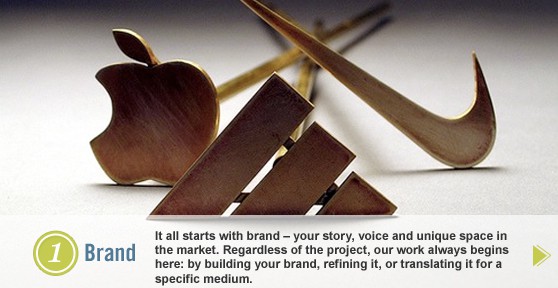 1 Brand
It all starts with brand – your story, voice and unique space in
the market. Regardless of the project, our work always begins
here: by building your brand, refining it, or translating it for a
specific medium.